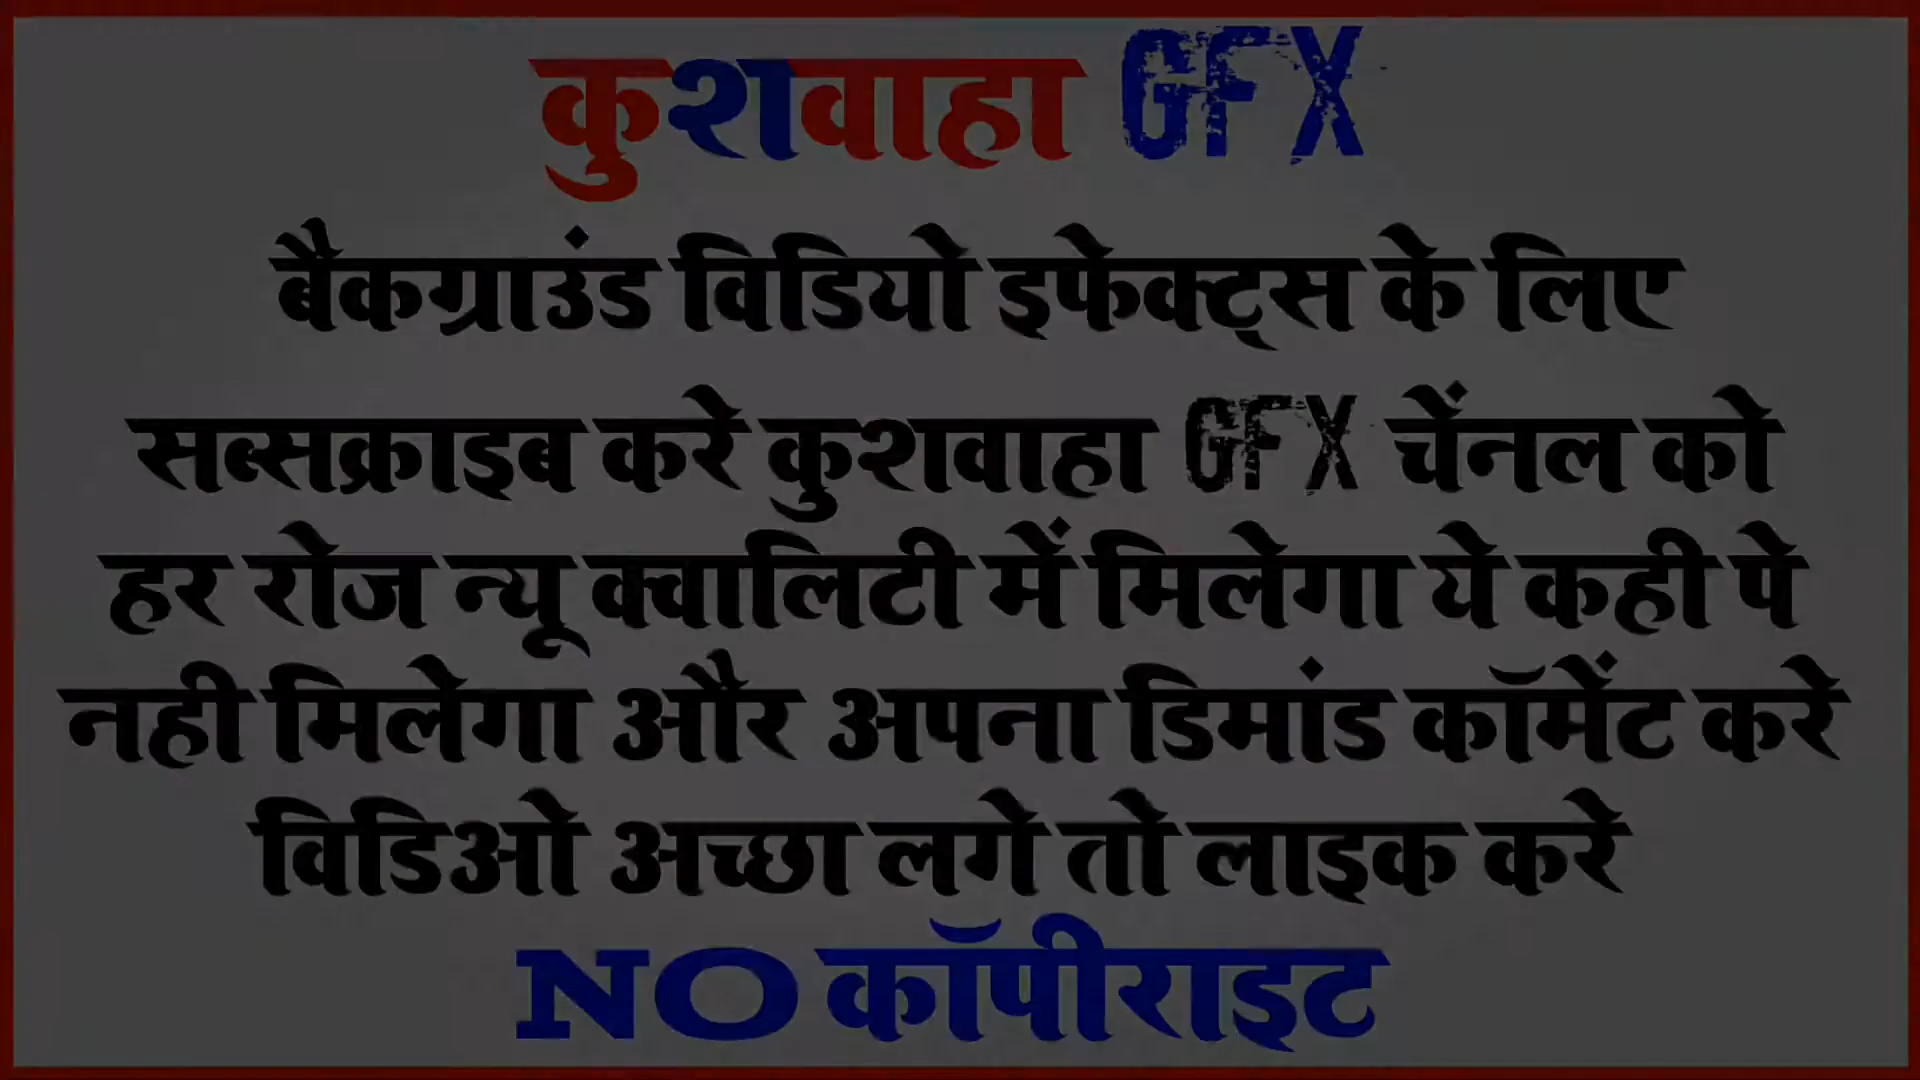 कुशवाहा GFX
बैकग्राउंड विडियो इफेक्ट्स के लिए
सब्सक्राइब करे कुशवाहा GFX चेंनल को
हर रोज न्यू क्वालिटी में मिलेगा ये कही पे
नही मिलेगा और अपना डिमांड कॉमेंट करे
विडिओ अच्छा लगे तो लाइक करे
NO कॉपीराइट